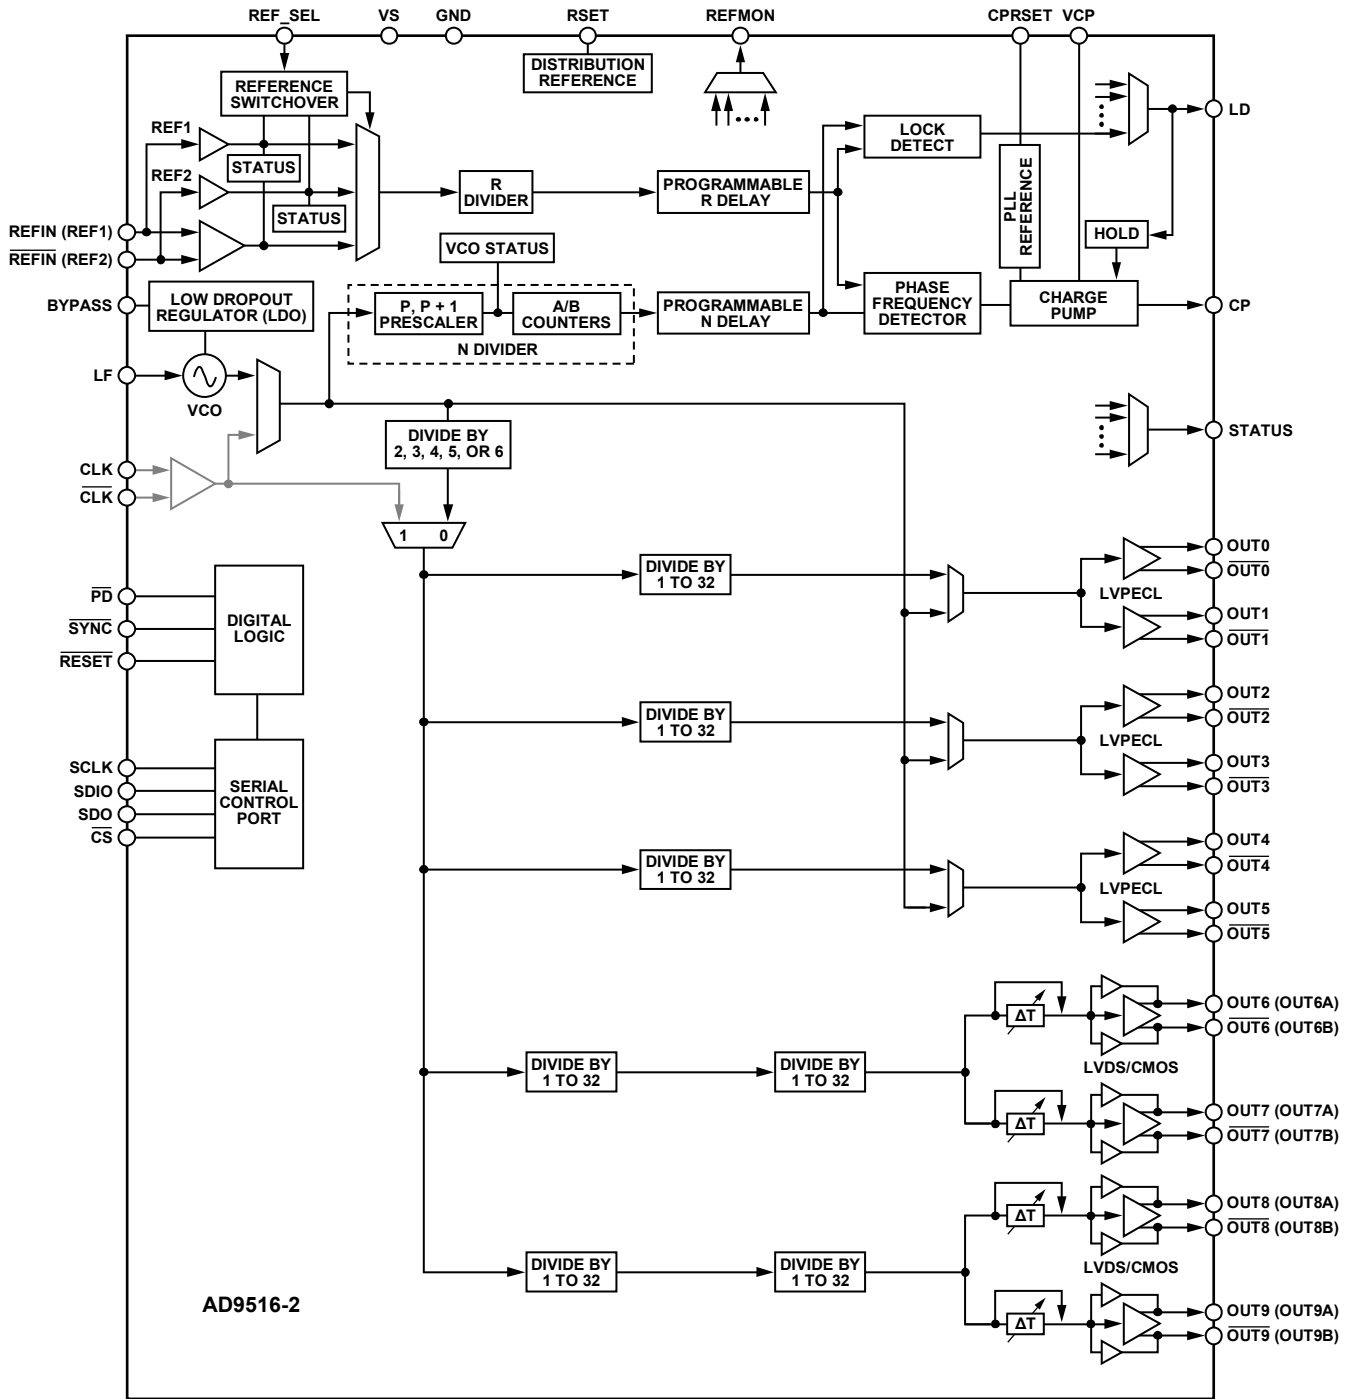 REF_SEL
VS
GND
RSET
REFMON
CPRSET
VCP
DISTRIBUTION
REFERENCE
REFERENCE
SWITCHOVER
REF1
STATUS
REF2
STATUS
REFIN (REF1)
REFIN (REF2)
R
DIVIDER
PROGRAMMABLE
R DELAY
LOCK
DETECT
LD
PLL
REFERENCE
HOLD
VCO STATUS
BYPASS
LOW DROPOUT
REGULATOR (LDO)
P, P + 1
PRESCALER
A/B
COUNTERS
N DIVIDER
PROGRAMMABLE
N DELAY
PHASE
FREQUENCY
DETECTOR
CHARGE
PUMP
CP
LF
VCO
STATUS
DIVIDE BY
2, 3, 4, 5, OR 6
CLK
CLK
1 0
PD
SYNC
RESET
DIGITAL
LOGIC
SCLK
SDIO
SDO
CS
SERIAL
CONTROL
PORT
DIVIDE BY
1 TO 32
LVPECL
OUT0
OUT0
OUT1
OUT1
DIVIDE BY
1 TO 32
LVPECL
OUT2
OUT2
OUT3
OUT3
DIVIDE BY
1 TO 32
LVPECL
OUT4
OUT4
OUT5
OUT5
DIVIDE BY
1 TO 32
DIVIDE BY
1 TO 32
ΔT
ΔT
LVDS/CMOS
OUT6 (OUT6A)
OUT6 (OUT6B)
OUT7 (OUT7A)
OUT7 (OUT7B)
DIVIDE BY
1 TO 32
DIVIDE BY
1 TO 32
ΔT
ΔT
LVDS/CMOS
OUT8 (OUT8A)
OUT8 (OUT8B)
OUT9 (OUT9A)
OUT9 (OUT9B)
AD9516-2